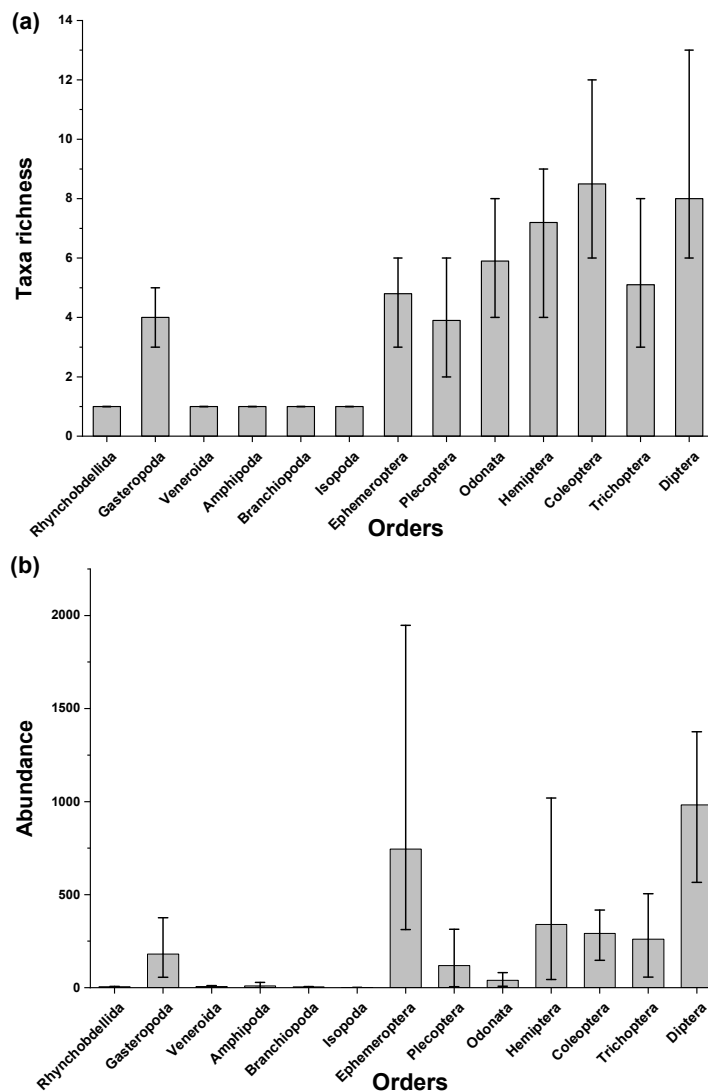 (a)
Taxa richness
14
12
10
8
6
4
2
0
Rhynchobdellida
Gasteropoda
Veneroida
Amphipoda
Branchiopoda
Isopoda
Ephemeroptera
Plecoptera
Odonata
Hemiptera
Coleoptera
Trichoptera
Diptera
Orders
(b)
Abundance
2000
1500
1000
500
0
Rhynchobdellida
Gasteropoda
Veneroida
Amphipoda
Branchiopoda
Isopoda
Ephemeroptera
Plecoptera
Odonata
Hemiptera
Coleoptera
Trichoptera
Diptera
Orders